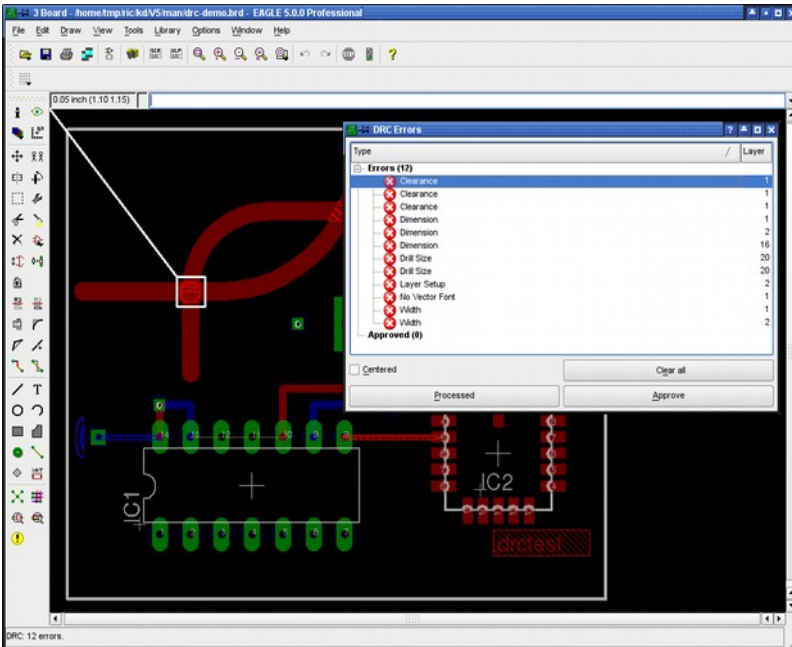 3 Board - /home/tmp/ric/kd/V5/man/drc-demo.brd - EAGLE 5.0.0 Professional
File Edit Draw View Tools Library Options Window Help
0.05 inch (1.10 1.15)
DRC Errors
Type / Layer
Errors (12)
Clearance 1
Clearance 1
Clearance 1
Dimension 1
Dimension 2
Dimension 16
Drill Size 20
Drill Size 20
Layer Setup 2
No Vector Font 1
Width 1
Width 2
Approved (0)
Centered
Clear all
Processed
Approve
IC1
IC2
drctest
DRC: 12 errors.